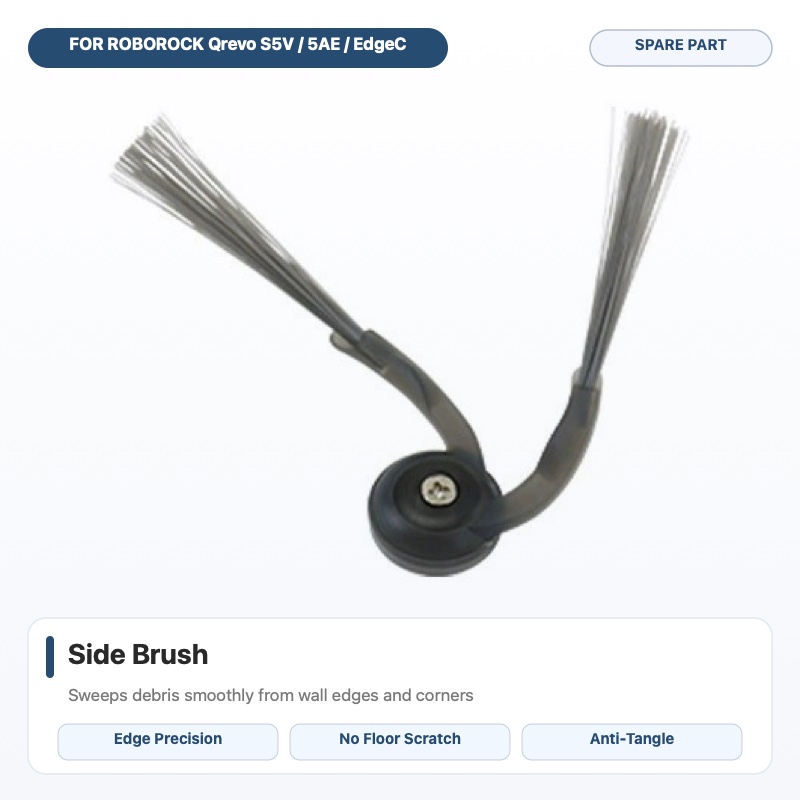 FOR ROBOROCK Qrevo S5V / 5AE / EdgeC
SPARE PART
Side Brush
Sweeps debris smoothly from wall edges and corners
Edge Precision
No Floor Scratch
Anti-Tangle